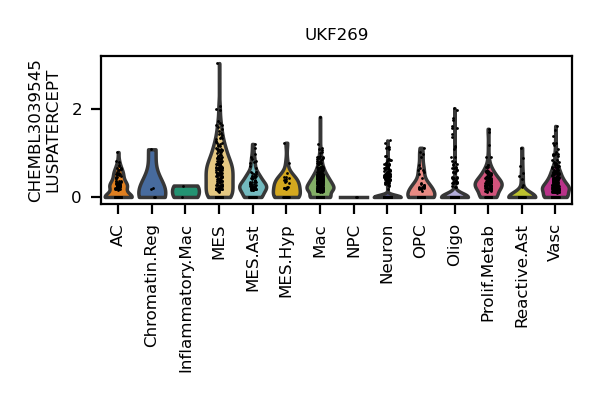 UKF269
CHEMBL3039545
LUSPATERCEPT
2
0
AC
Chromatin.Reg
Inflammatory.Mac
MES
MES.Ast
MES.Hyp
Mac
NPC
Neuron
OPC
Oligo
Prolif.Metab
Reactive.Ast
Vasc